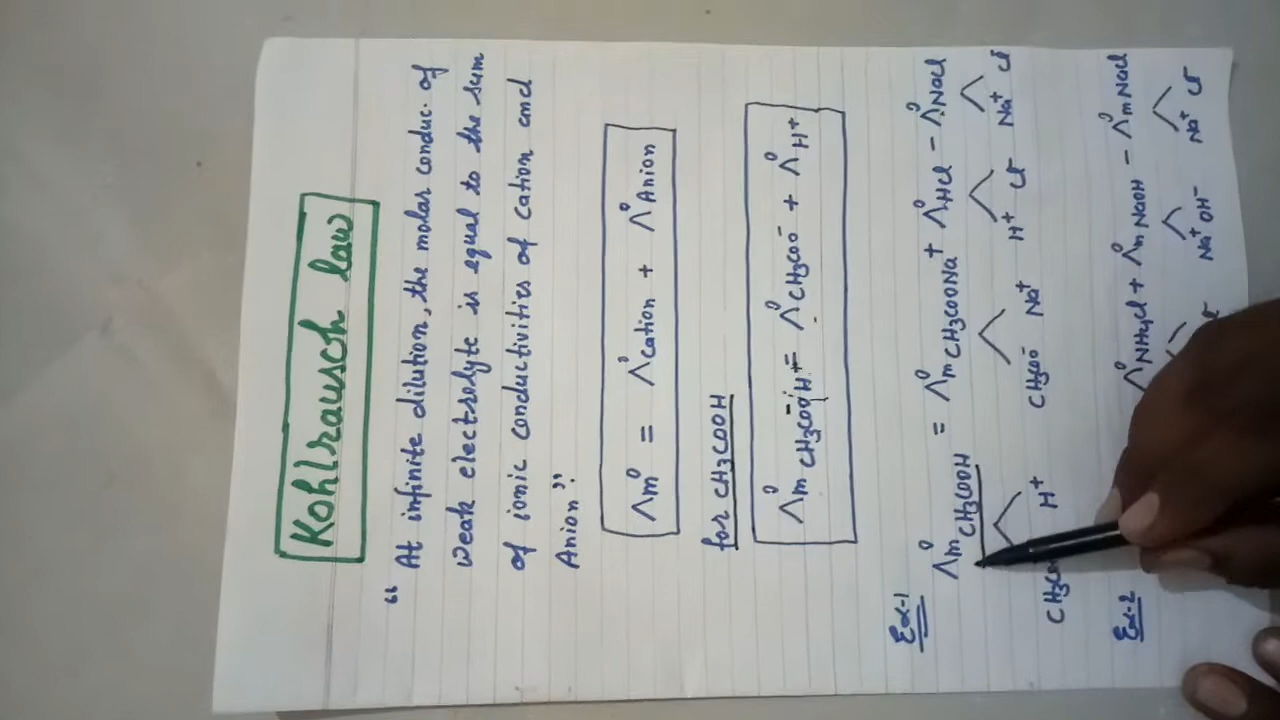 Kohlrausch law
“ At infinite dilution, the molar conduc. of
weak electrolyte is equal to the sum
of ionic conductivities of cation and
Anion”.
Λm° = Λ°cation + Λ°Anion
for CH3COOH
Λ°m CH3COO⁻H⁺ = Λ°CH3COO⁻ + Λ°H⁺
Ex-1
Λ°m CH3COOH = Λ°m CH3COONa + Λ°HCl − Λ°NaCl
H⁺ CH3COO⁻ Na⁺ H⁺ Cl⁻ Na⁺ Cl⁻
Ex-2
Λ°NH4Cl + Λ°m NaOH − Λ°m NaCl
Na⁺ OH⁻ Na⁺ Cl⁻